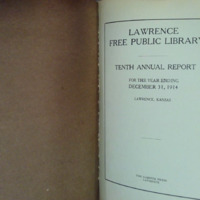 LAWRENCE
FREE PUBLIC LIBRARY
TENTH ANNUAL REPORT
FOR THE YEAR ENDING
DECEMBER 31, 1914
LAWRENCE, KANSAS